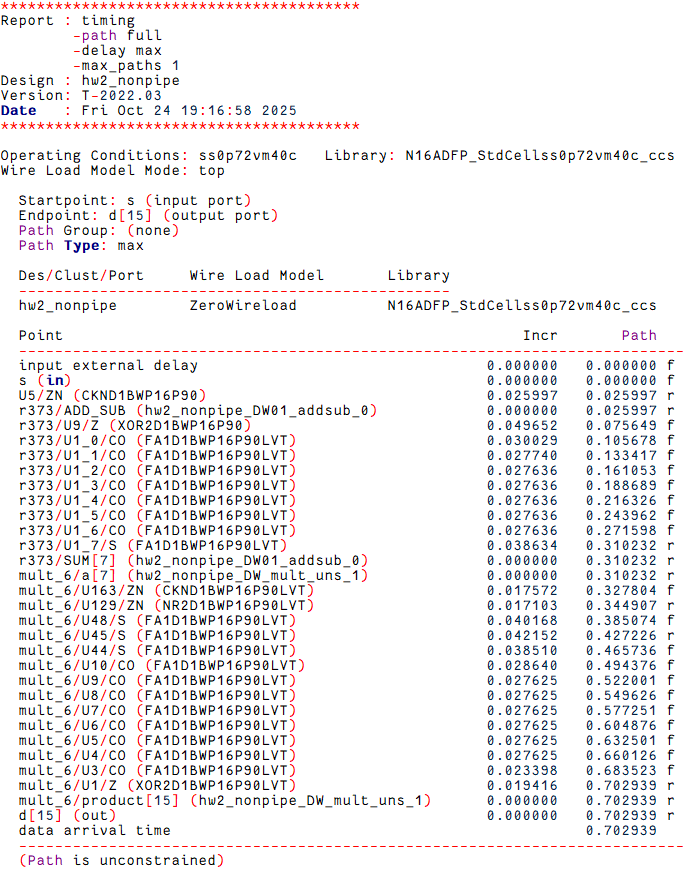 ****************************************
Report : timing
        -path full
        -delay max
        -max_paths 1
Design : hw2_nonpipe
Version: T-2022.03
Date   : Fri Oct 24 19:16:58 2025
****************************************

Operating Conditions: ss0p72vm40c   Library: N16ADFP_StdCellss0p72vm40c_ccs
Wire Load Model Mode: top

  Startpoint: s (input port)
  Endpoint: d[15] (output port)
  Path Group: (none)
  Path Type: max

  Des/Clust/Port     Wire Load Model       Library
  ------------------------------------------------
  hw2_nonpipe        ZeroWireload          N16ADFP_StdCellss0p72vm40c_ccs

  Point                                                   Incr       Path
  --------------------------------------------------------------------------
  input external delay                                0.000000   0.000000 f
  s (in)                                              0.000000   0.000000 f
  U5/ZN (CKND1BWP16P90)                               0.025997   0.025997 r
  r373/ADD_SUB (hw2_nonpipe_DW01_addsub_0)            0.000000   0.025997 r
  r373/U9/Z (XOR2D1BWP16P90)                          0.049652   0.075649 f
  r373/U1_0/CO (FA1D1BWP16P90LVT)                     0.030029   0.105678 f
  r373/U1_1/CO (FA1D1BWP16P90LVT)                     0.027740   0.133417 f
  r373/U1_2/CO (FA1D1BWP16P90LVT)                     0.027636   0.161053 f
  r373/U1_3/CO (FA1D1BWP16P90LVT)                     0.027636   0.188689 f
  r373/U1_4/CO (FA1D1BWP16P90LVT)                     0.027636   0.216326 f
  r373/U1_5/CO (FA1D1BWP16P90LVT)                     0.027636   0.243962 f
  r373/U1_6/CO (FA1D1BWP16P90LVT)                     0.027636   0.271598 f
  r373/U1_7/S (FA1D1BWP16P90LVT)                      0.038634   0.310232 r
  r373/SUM[7] (hw2_nonpipe_DW01_addsub_0)             0.000000   0.310232 r
  mult_6/a[7] (hw2_nonpipe_DW_mult_uns_1)             0.000000   0.310232 r
  mult_6/U163/ZN (CKND1BWP16P90LVT)                   0.017572   0.327804 f
  mult_6/U129/ZN (NR2D1BWP16P90LVT)                   0.017103   0.344907 r
  mult_6/U48/S (FA1D1BWP16P90LVT)                     0.040168   0.385074 f
  mult_6/U45/S (FA1D1BWP16P90LVT)                     0.042152   0.427226 r
  mult_6/U44/S (FA1D1BWP16P90LVT)                     0.038510   0.465736 f
  mult_6/U10/CO (FA1D1BWP16P90LVT)                    0.028640   0.494376 f
  mult_6/U9/CO (FA1D1BWP16P90LVT)                     0.027625   0.522001 f
  mult_6/U8/CO (FA1D1BWP16P90LVT)                     0.027625   0.549626 f
  mult_6/U7/CO (FA1D1BWP16P90LVT)                     0.027625   0.577251 f
  mult_6/U6/CO (FA1D1BWP16P90LVT)                     0.027625   0.604876 f
  mult_6/U5/CO (FA1D1BWP16P90LVT)                     0.027625   0.632501 f
  mult_6/U4/CO (FA1D1BWP16P90LVT)                     0.027625   0.660126 f
  mult_6/U3/CO (FA1D1BWP16P90LVT)                     0.023398   0.683523 f
  mult_6/U1/Z (XOR2D1BWP16P90LVT)                     0.019416   0.702939 r
  mult_6/product[15] (hw2_nonpipe_DW_mult_uns_1)      0.000000   0.702939 r
  d[15] (out)                                         0.000000   0.702939 r
  data arrival time                                              0.702939
  --------------------------------------------------------------------------
  (Path is unconstrained)